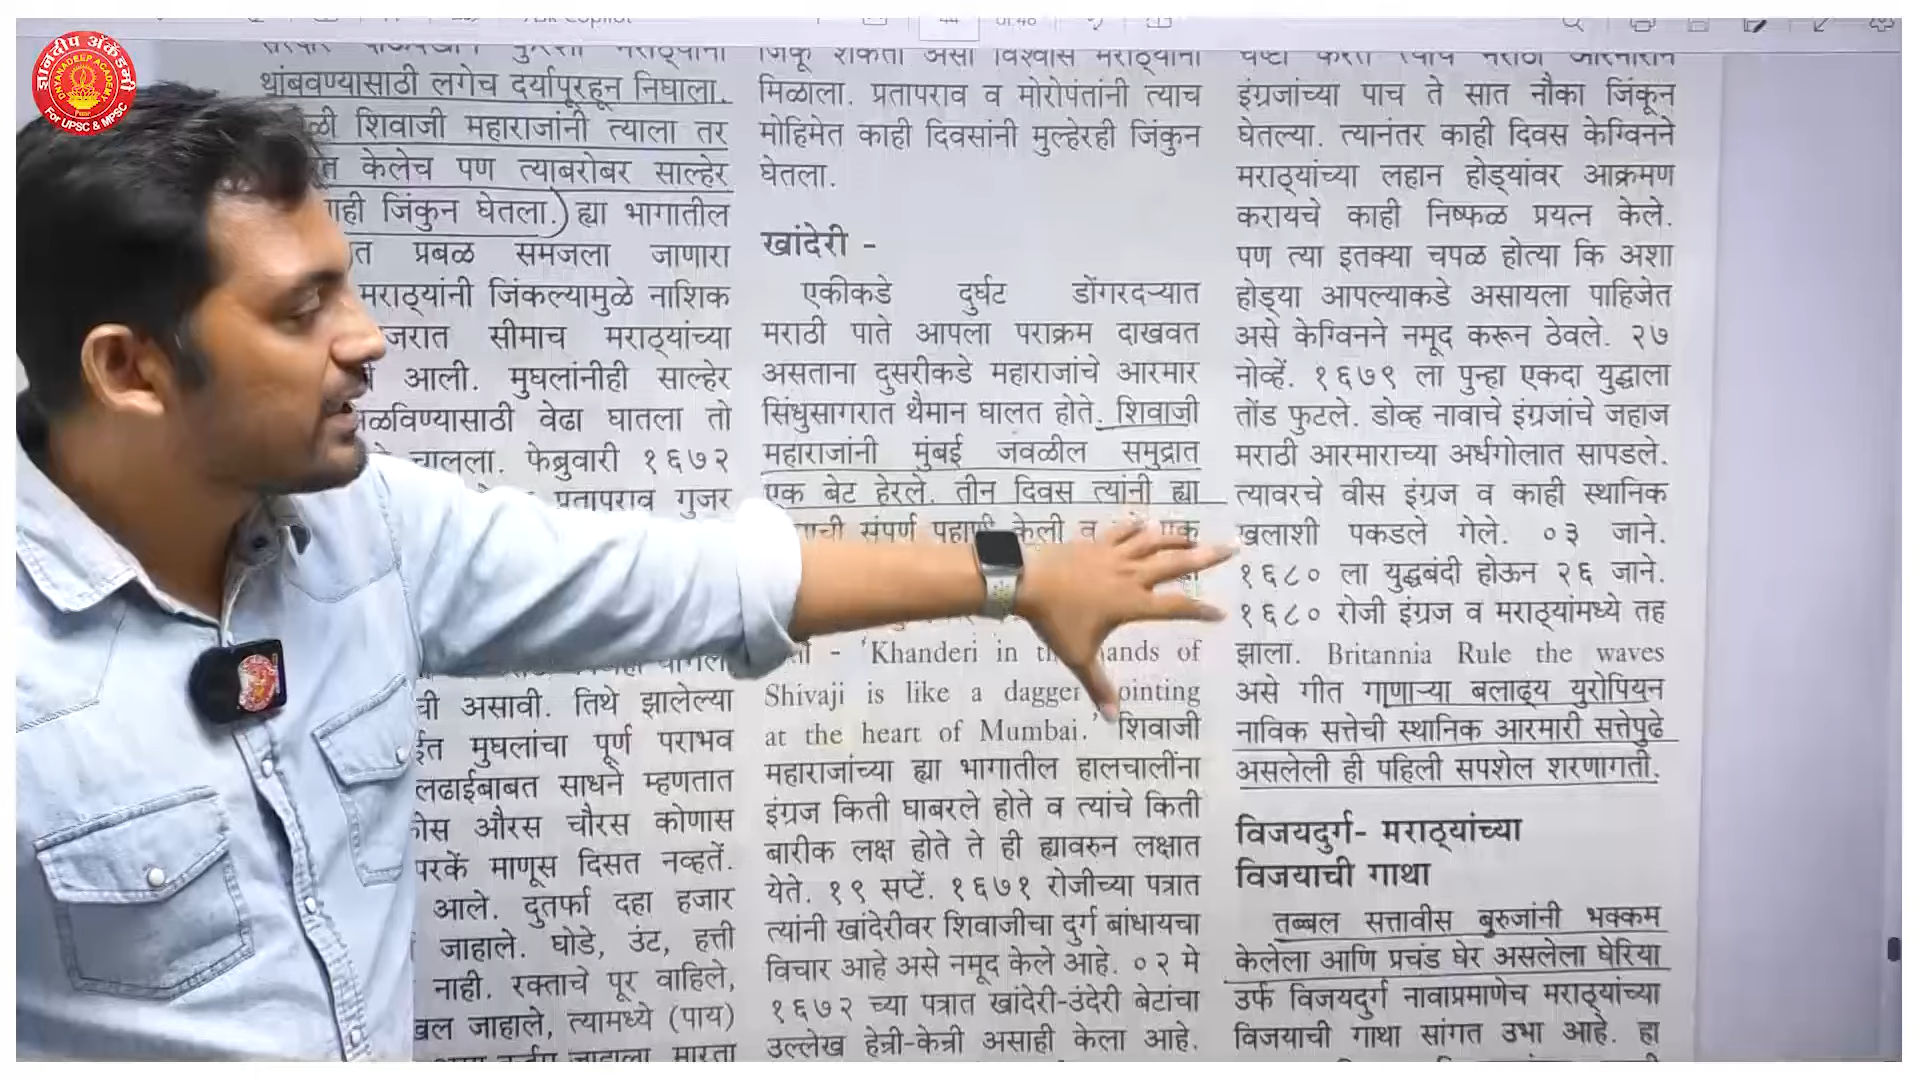 ज्ञानदीप अ‍ॅकॅडमी
DNYANADEEP ACADEMY
For UPSC & MPSC
थांबवण्यासाठी लगेच दर्यापूरहून निघाला.
शिवाजी महाराजांनी त्याला तर
केलेच पण त्याबरोबर साल्हेर
जिंकुन घेतला.) ह्या भागातील
प्रबळ समजला जाणारा
मराठ्यांनी जिंकल्यामुळे नाशिक
सीमाच मराठ्यांच्या
आली. मुघलांनीही साल्हेर
वेढा घातला तो
चालला. फेब्रुवारी १६७२
प्रतापराव गुजर
असावी. तिथे झालेल्या
मुघलांचा पूर्ण पराभव
साधने म्हणतात
औरस चौरस कोणास
माणूस दिसत नव्हतें.
आले. दुतर्फा दहा हजार
जाहाले. घोडे, उंट, हत्ती
नाही. रक्ताचे पूर वाहिले,
जाहाले, त्यामध्ये (पाय)
जिंकू शकतो असा विश्वास मराठ्यांना
मिळाला. प्रतापराव व मोरोपंतांनी त्याच
मोहिमेत काही दिवसांनी मुल्हेरही जिंकुन
घेतला.
खांदेरी -
एकीकडे दुर्घट डोंगरदऱ्यात
मराठी पाते आपला पराक्रम दाखवत
असताना दुसरीकडे महाराजांचे आरमार
सिंधुसागरात थैमान घालत होते. शिवाजी
महाराजांनी मुंबई जवळील समुद्रात
एक बेट हेरले. तीन दिवस त्यांनी ह्या
संपूर्ण पहाणी केली व
- 'Khanderi in the hands of
Shivaji is like a dagger pointing
at the heart of Mumbai.' शिवाजी
महाराजांच्या ह्या भागातील हालचालींना
इंग्रज किती घाबरले होते व त्यांचे किती
बारीक लक्ष होते ते ही ह्यावरुन लक्षात
येते. १९ सप्टें. १६७१ रोजीच्या पत्रात
त्यांनी खांदेरीवर शिवाजीचा दुर्ग बांधायचा
विचार आहे असे नमूद केले आहे. ०२ मे
१६७२ च्या पत्रात खांदेरी-उंदेरी बेटांचा
उल्लेख हेन्री-केन्री असाही केला आहे.
इंग्रजांच्या पाच ते सात नौका जिंकून
घेतल्या. त्यानंतर काही दिवस केग्विनने
मराठ्यांच्या लहान होड्यांवर आक्रमण
करायचे काही निष्फळ प्रयत्न केले.
पण त्या इतक्या चपळ होत्या कि अशा
होड्या आपल्याकडे असायला पाहिजेत
असे केग्विनने नमूद करून ठेवले. २७
नोव्हें. १६७९ ला पुन्हा एकदा युद्धाला
तोंड फुटले. डोव्ह नावाचे इंग्रजांचे जहाज
मराठी आरमाराच्या अर्धगोलात सापडले.
त्यावरचे वीस इंग्रज व काही स्थानिक
खलाशी पकडले गेले. ०३ जाने.
१६८० ला युद्धबंदी होऊन २६ जाने.
१६८० रोजी इंग्रज व मराठ्यांमध्ये तह
झाला. Britannia Rule the waves
असे गीत गाणाऱ्या बलाढ्य युरोपियन
नाविक सत्तेची स्थानिक आरमारी सत्तेपुढे
असलेली ही पहिली सपशेल शरणागती.
विजयदुर्ग- मराठ्यांच्या
विजयाची गाथा
तब्बल सत्तावीस बुरुजांनी भक्कम
केलेला आणि प्रचंड घेर असलेला घेरिया
उर्फ विजयदुर्ग नावाप्रमाणेच मराठ्यांच्या
विजयाची गाथा सांगत उभा आहे. हा